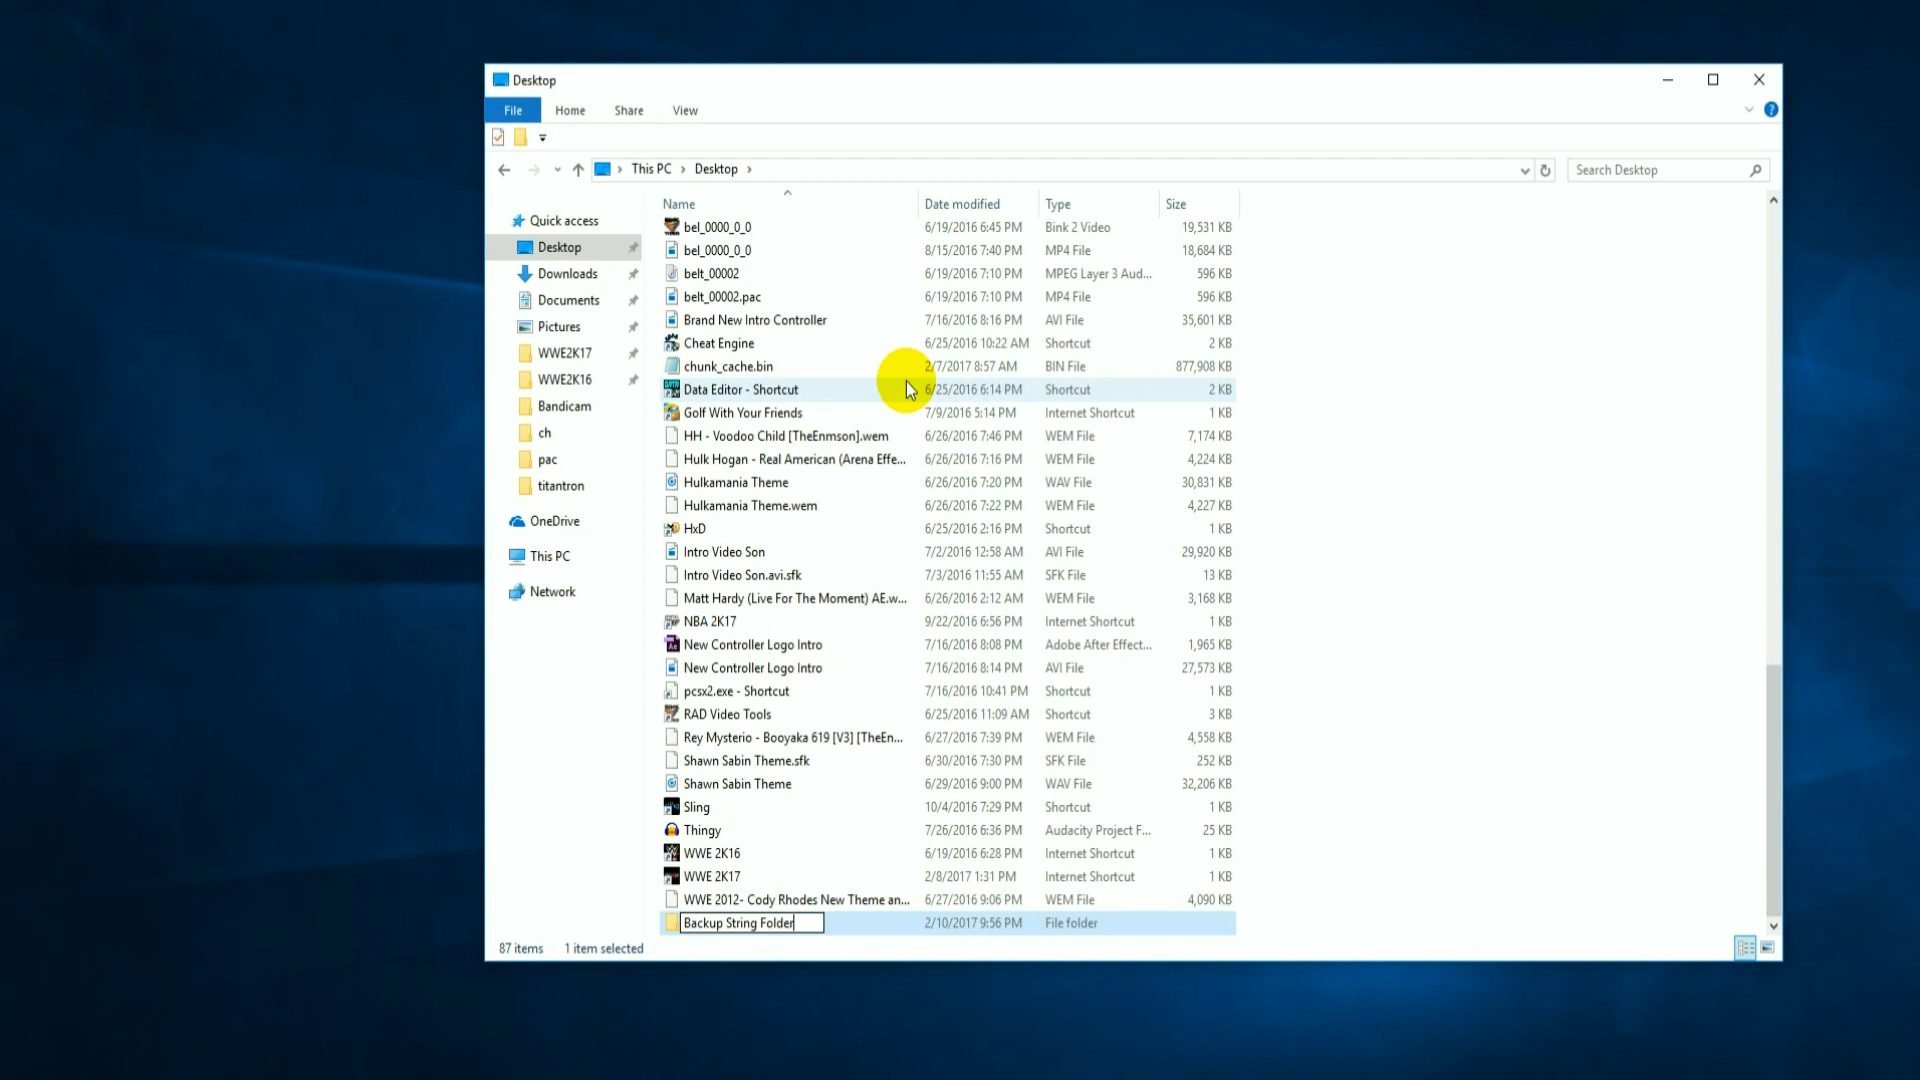 Desktop
File Home Share View
This PC Desktop
Search Desktop
Name Date modified Type Size
Quick access
Desktop
Downloads
Documents
Pictures
WWE2K17
WWE2K16
Bandicam
ch
pac
titantron
OneDrive
This PC
Network
bel_0000_0_0 6/19/2016 6:45 PM Bink 2 Video 19,531 KB
bel_0000_0_0 8/15/2016 7:40 PM MP4 File 18,684 KB
belt_00002 6/19/2016 7:10 PM MPEG Layer 3 Aud... 596 KB
belt_00002.pac 6/19/2016 7:10 PM MP4 File 596 KB
Brand New Intro Controller 7/16/2016 8:16 PM AVI File 35,601 KB
Cheat Engine 6/25/2016 10:22 AM Shortcut 2 KB
chunk_cache.bin 2/7/2017 8:57 AM BIN File 877,908 KB
Data Editor - Shortcut 6/25/2016 6:14 PM Shortcut 2 KB
Golf With Your Friends 7/9/2016 5:14 PM Internet Shortcut 1 KB
HH - Voodoo Child [TheEnmson].wem 6/26/2016 7:46 PM WEM File 7,174 KB
Hulk Hogan - Real American (Arena Effe... 6/26/2016 7:16 PM WEM File 4,224 KB
Hulkamania Theme 6/26/2016 7:20 PM WAV File 30,831 KB
Hulkamania Theme.wem 6/26/2016 7:22 PM WEM File 4,227 KB
HxD 6/25/2016 2:16 PM Shortcut 1 KB
Intro Video Son 7/2/2016 12:58 AM AVI File 29,920 KB
Intro Video Son.avi.sfk 7/3/2016 11:55 AM SFK File 13 KB
Matt Hardy (Live For The Moment) AE.w... 6/26/2016 2:12 AM WEM File 3,168 KB
NBA 2K17 9/22/2016 6:56 PM Internet Shortcut 1 KB
New Controller Logo Intro 7/16/2016 8:08 PM Adobe After Effect... 1,965 KB
New Controller Logo Intro 7/16/2016 8:14 PM AVI File 27,573 KB
pcsx2.exe - Shortcut 7/16/2016 10:41 PM Shortcut 1 KB
RAD Video Tools 6/25/2016 11:09 AM Shortcut 3 KB
Rey Mysterio - Booyaka 619 [V3] [TheEn... 6/27/2016 7:39 PM WEM File 4,558 KB
Shawn Sabin Theme.sfk 6/30/2016 7:30 PM SFK File 252 KB
Shawn Sabin Theme 6/29/2016 9:00 PM WAV File 32,206 KB
Sling 10/4/2016 7:29 PM Shortcut 1 KB
Thingy 7/26/2016 6:36 PM Audacity Project F... 25 KB
WWE 2K16 6/19/2016 6:28 PM Internet Shortcut 1 KB
WWE 2K17 2/8/2017 1:31 PM Internet Shortcut 1 KB
WWE 2012- Cody Rhodes New Theme an... 6/27/2016 9:06 PM WEM File 4,090 KB
Backup String Folder 2/10/2017 9:56 PM File folder
87 items 1 item selected